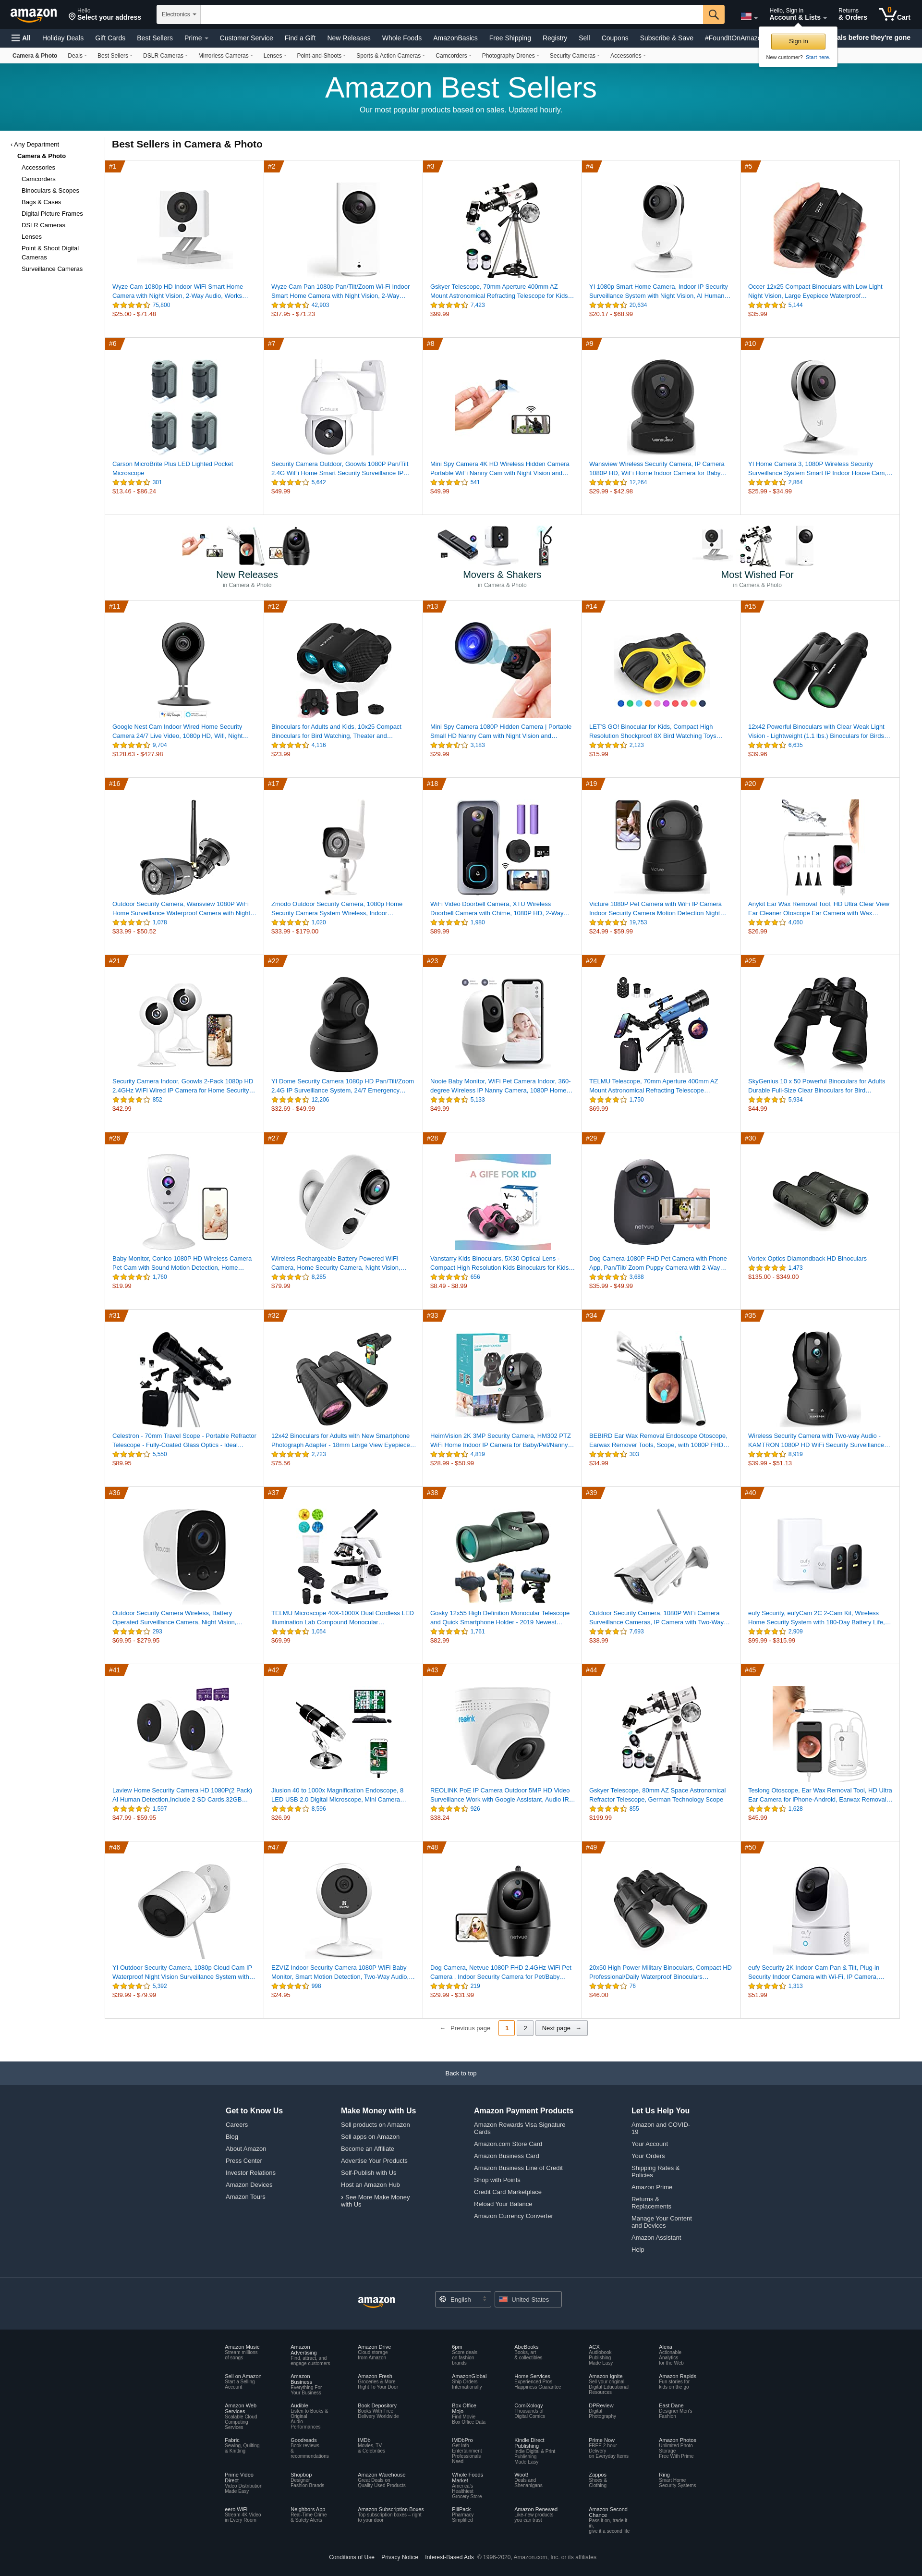 amazon
Hello
Select your address
Electronics
Hello, Sign in
Account & Lists
Returns
& Orders
0
Cart
All
Holiday Deals
Gift Cards
Best Sellers
Prime
Customer Service
Find a Gift
New Releases
Whole Foods
AmazonBasics
Free Shipping
Registry
Sell
Coupons
Subscribe & Save
#FoundItOnAmazo
als before they're gone
Sign in
New customer? Start here.
Camera & Photo
Deals
Best Sellers
DSLR Cameras
Mirrorless Cameras
Lenses
Point-and-Shoots
Sports & Action Cameras
Camcorders
Photography Drones
Security Cameras
Accessories
Amazon Best Sellers
Our most popular products based on sales. Updated hourly.
‹ Any Department
Camera & Photo
Accessories
Camcorders
Binoculars & Scopes
Bags & Cases
Digital Picture Frames
DSLR Cameras
Lenses
Point & Shoot Digital
Cameras
Surveillance Cameras
Best Sellers in Camera & Photo
#1
Wyze Cam 1080p HD Indoor WiFi Smart Home
Camera with Night Vision, 2-Way Audio, Works…
75,800
$25.00 - $71.48
#2
Wyze Cam Pan 1080p Pan/Tilt/Zoom Wi-Fi Indoor
Smart Home Camera with Night Vision, 2-Way…
42,903
$37.95 - $71.23
#3
Gskyer Telescope, 70mm Aperture 400mm AZ
Mount Astronomical Refracting Telescope for Kids…
7,423
$99.99
#4
YI 1080p Smart Home Camera, Indoor IP Security
Surveillance System with Night Vision, AI Human…
20,634
$20.17 - $68.99
#5
Occer 12x25 Compact Binoculars with Low Light
Night Vision, Large Eyepiece Waterproof…
5,144
$35.99
#6
Carson MicroBrite Plus LED Lighted Pocket
Microscope
301
$13.46 - $86.24
#7
Security Camera Outdoor, Goowls 1080P Pan/Tilt
2.4G WiFi Home Smart Security Surveillance IP…
5,642
$49.99
#8
Mini Spy Camera 4K HD Wireless Hidden Camera
Portable WiFi Nanny Cam with Night Vision and…
541
$49.99
#9
Wansview Wireless Security Camera, IP Camera
1080P HD, WiFi Home Indoor Camera for Baby…
12,264
$29.99 - $42.98
#10
YI Home Camera 3, 1080P Wireless Security
Surveillance System Smart IP Indoor House Cam,…
2,864
$25.99 - $34.99
New Releases
in Camera & Photo
Movers & Shakers
in Camera & Photo
Most Wished For
in Camera & Photo
#11
Google Nest Cam Indoor Wired Home Security
Camera 24/7 Live Video, 1080p HD, Wifi, Night…
9,704
$128.63 - $427.98
#12
Binoculars for Adults and Kids, 10x25 Compact
Binoculars for Bird Watching, Theater and…
4,116
$23.99
#13
Mini Spy Camera 1080P Hidden Camera | Portable
Small HD Nanny Cam with Night Vision and…
3,183
$29.99
#14
LET'S GO! Binocular for Kids, Compact High
Resolution Shockproof 8X Bird Watching Toys…
2,123
$15.99
#15
12x42 Powerful Binoculars with Clear Weak Light
Vision - Lightweight (1.1 lbs.) Binoculars for Birds…
6,635
$39.96
#16
Outdoor Security Camera, Wansview 1080P WiFi
Home Surveillance Waterproof Camera with Night…
1,078
$33.99 - $50.52
#17
Zmodo Outdoor Security Camera, 1080p Home
Security Camera System Wireless, Indoor…
1,020
$33.99 - $179.00
#18
WiFi Video Doorbell Camera, XTU Wireless
Doorbell Camera with Chime, 1080P HD, 2-Way…
1,980
$89.99
#19
Victure 1080P Pet Camera with WiFi IP Camera
Indoor Security Camera Motion Detection Night…
19,753
$24.99 - $59.99
#20
Anykit Ear Wax Removal Tool, HD Ultra Clear View
Ear Cleaner Otoscope Ear Camera with Wax…
4,060
$26.99
#21
Security Camera Indoor, Goowls 2-Pack 1080p HD
2.4GHz WiFi Wired IP Camera for Home Security…
852
$42.99
#22
YI Dome Security Camera 1080p HD Pan/Tilt/Zoom
2.4G IP Surveillance System, 24/7 Emergency…
12,206
$32.69 - $49.99
#23
Nooie Baby Monitor, WiFi Pet Camera Indoor, 360-
degree Wireless IP Nanny Camera, 1080P Home…
5,133
$49.99
#24
TELMU Telescope, 70mm Aperture 400mm AZ
Mount Astronomical Refracting Telescope…
1,750
$69.99
#25
SkyGenius 10 x 50 Powerful Binoculars for Adults
Durable Full-Size Clear Binoculars for Bird…
5,934
$44.99
#26
Baby Monitor, Conico 1080P HD Wireless Camera
Pet Cam with Sound Motion Detection, Home…
1,760
$19.99
#27
Wireless Rechargeable Battery Powered WiFi
Camera, Home Security Camera, Night Vision,…
8,285
$79.99
#28
A GIFE FOR KID
Vanstarry Kids Binoculars, 5X30 Optical Lens -
Compact High Resolution Kids Binoculars for Kids…
656
$8.49 - $8.99
#29
netvue
Dog Camera-1080P FHD Pet Camera with Phone
App, Pan/Tilt/ Zoom Puppy Camera with 2-Way…
3,688
$35.99 - $49.99
#30
Vortex Optics Diamondback HD Binoculars
1,473
$135.00 - $349.00
#31
Celestron - 70mm Travel Scope - Portable Refractor
Telescope - Fully-Coated Glass Optics - Ideal…
5,550
$89.95
#32
12x42 Binoculars for Adults with New Smartphone
Photograph Adapter - 18mm Large View Eyepiece…
2,723
$75.56
#33
HeimVision 2K 3MP Security Camera, HM302 PTZ
WiFi Home Indoor IP Camera for Baby/Pet/Nanny…
4,819
$28.99 - $50.99
#34
BEBIRD Ear Wax Removal Endoscope Otoscope,
Earwax Remover Tools, Scope, with 1080P FHD…
303
$34.99
#35
Wireless Security Camera with Two-way Audio -
KAMTRON 1080P HD WiFi Security Surveillance…
8,919
$39.99 - $51.13
#36
Outdoor Security Camera Wireless, Battery
Operated Surveillance Camera, Night Vision,…
293
$69.95 - $279.95
#37
TELMU Microscope 40X-1000X Dual Cordless LED
Illumination Lab Compound Monocular…
1,054
$69.99
#38
Gosky 12x55 High Definition Monocular Telescope
and Quick Smartphone Holder - 2019 Newest…
1,761
$82.99
#39
Outdoor Security Camera, 1080P WiFi Camera
Surveillance Cameras, IP Camera with Two-Way…
7,693
$38.99
#40
eufy Security, eufyCam 2C 2-Cam Kit, Wireless
Home Security System with 180-Day Battery Life,…
2,909
$99.99 - $315.99
#41
Laview Home Security Camera HD 1080P(2 Pack)
AI Human Detection,Include 2 SD Cards,32GB…
1,597
$47.99 - $59.95
#42
Jiusion 40 to 1000x Magnification Endoscope, 8
LED USB 2.0 Digital Microscope, Mini Camera…
8,596
$26.99
#43
reolink
REOLINK PoE IP Camera Outdoor 5MP HD Video
Surveillance Work with Google Assistant, Audio IR…
926
$38.24
#44
Gskyer Telescope, 80mm AZ Space Astronomical
Refractor Telescope, German Technology Scope
855
$199.99
#45
Teslong Otoscope, Ear Wax Removal Tool, HD Ultra
Ear Camera for iPhone-Android, Earwax Removal…
1,628
$45.99
#46
YI Outdoor Security Camera, 1080p Cloud Cam IP
Waterproof Night Vision Surveillance System with…
5,392
$39.99 - $79.99
#47
EZVIZ Indoor Security Camera 1080P WiFi Baby
Monitor, Smart Motion Detection, Two-Way Audio,…
998
$24.95
#48
netvue
Dog Camera, Netvue 1080P FHD 2.4GHz WiFi Pet
Camera , Indoor Security Camera for Pet/Baby…
219
$29.99 - $31.99
#49
20x50 High Power Military Binoculars, Compact HD
Professional/Daily Waterproof Binoculars…
76
$46.00
#50
eufy Security 2K Indoor Cam Pan & Tilt, Plug-in
Security Indoor Camera with Wi-Fi, IP Camera,…
1,313
$51.99
← Previous page
1
2
Next page →
Back to top
Get to Know Us
Careers
Blog
About Amazon
Press Center
Investor Relations
Amazon Devices
Amazon Tours
Make Money with Us
Sell products on Amazon
Sell apps on Amazon
Become an Affiliate
Advertise Your Products
Self-Publish with Us
Host an Amazon Hub
› See More Make Money
with Us
Amazon Payment Products
Amazon Rewards Visa Signature
Cards
Amazon.com Store Card
Amazon Business Card
Amazon Business Line of Credit
Shop with Points
Credit Card Marketplace
Reload Your Balance
Amazon Currency Converter
Let Us Help You
Amazon and COVID-
19
Your Account
Your Orders
Shipping Rates &
Policies
Amazon Prime
Returns &
Replacements
Manage Your Content
and Devices
Amazon Assistant
Help
amazon
English
United States
Amazon Music
Stream millions
of songs
Amazon
Advertising
Find, attract, and
engage customers
Amazon Drive
Cloud storage
from Amazon
6pm
Score deals
on fashion
brands
AbeBooks
Books, art
& collectibles
ACX
Audiobook
Publishing
Made Easy
Alexa
Actionable
Analytics
for the Web
Sell on Amazon
Start a Selling
Account
Amazon
Business
Everything For
Your Business
Amazon Fresh
Groceries & More
Right To Your Door
AmazonGlobal
Ship Orders
Internationally
Home Services
Experienced Pros
Happiness Guarantee
Amazon Ignite
Sell your original
Digital Educational
Resources
Amazon Rapids
Fun stories for
kids on the go
Amazon Web
Services
Scalable Cloud
Computing
Services
Audible
Listen to Books &
Original
Audio
Performances
Book Depository
Books With Free
Delivery Worldwide
Box Office
Mojo
Find Movie
Box Office Data
ComiXology
Thousands of
Digital Comics
DPReview
Digital
Photography
East Dane
Designer Men's
Fashion
Fabric
Sewing, Quilting
& Knitting
Goodreads
Book reviews
&
recommendations
IMDb
Movies, TV
& Celebrities
IMDbPro
Get Info
Entertainment
Professionals
Need
Kindle Direct
Publishing
Indie Digital & Print
Publishing
Made Easy
Prime Now
FREE 2-hour
Delivery
on Everyday Items
Amazon Photos
Unlimited Photo
Storage
Free With Prime
Prime Video
Direct
Video Distribution
Made Easy
Shopbop
Designer
Fashion Brands
Amazon Warehouse
Great Deals on
Quality Used Products
Whole Foods
Market
America's
Healthiest
Grocery Store
Woot!
Deals and
Shenanigans
Zappos
Shoes &
Clothing
Ring
Smart Home
Security Systems
eero WiFi
Stream 4K Video
in Every Room
Neighbors App
Real-Time Crime
& Safety Alerts
Amazon Subscription Boxes
Top subscription boxes – right
to your door
PillPack
Pharmacy
Simplified
Amazon Renewed
Like-new products
you can trust
Amazon Second
Chance
Pass it on, trade it
in,
give it a second life
Conditions of Use
Privacy Notice
Interest-Based Ads
© 1996-2020, Amazon.com, Inc. or its affiliates